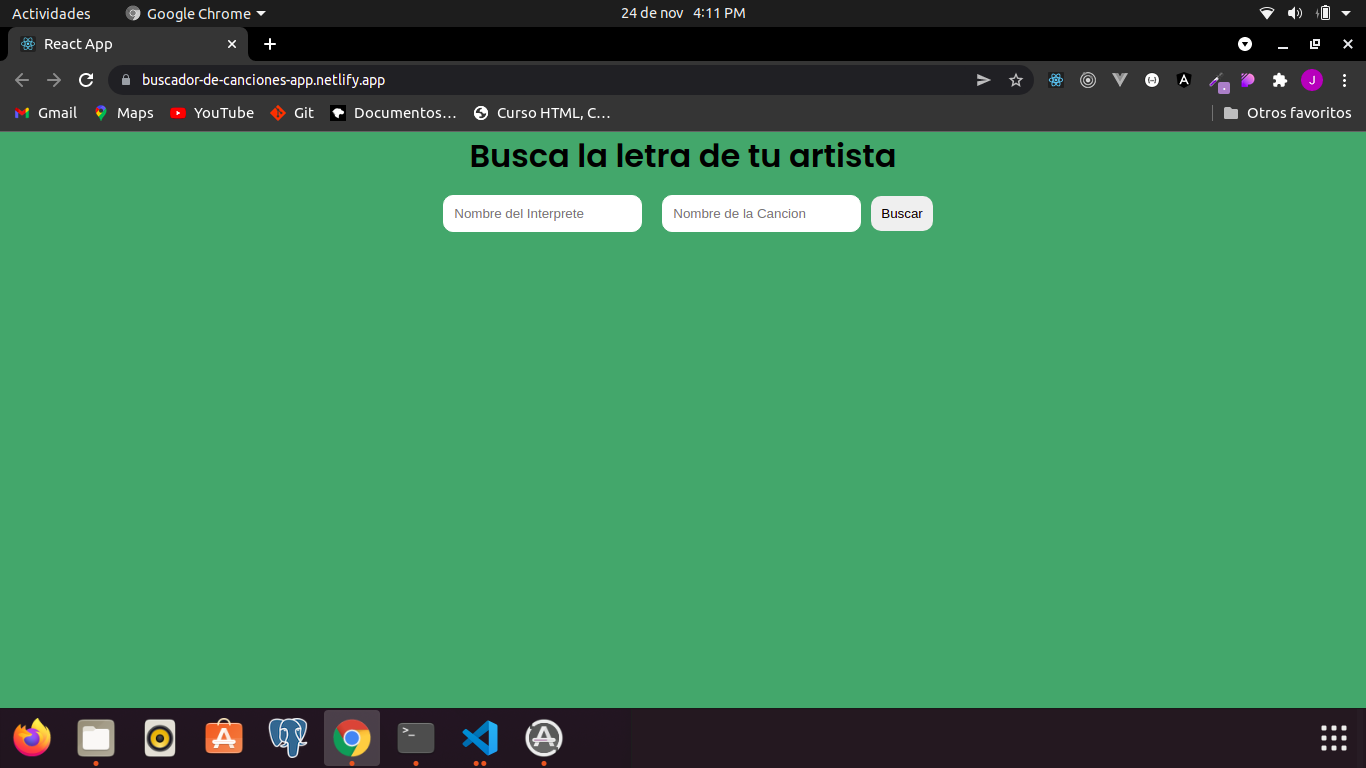 Actividades
Google Chrome
24 de nov 4:11 PM
React App
buscador-de-canciones-app.netlify.app
J
Gmail
Maps
YouTube
Git
Documentos…
Curso HTML, C…
Otros favoritos
Busca la letra de tu artista
Nombre del Interprete
Nombre de la Cancion
Buscar